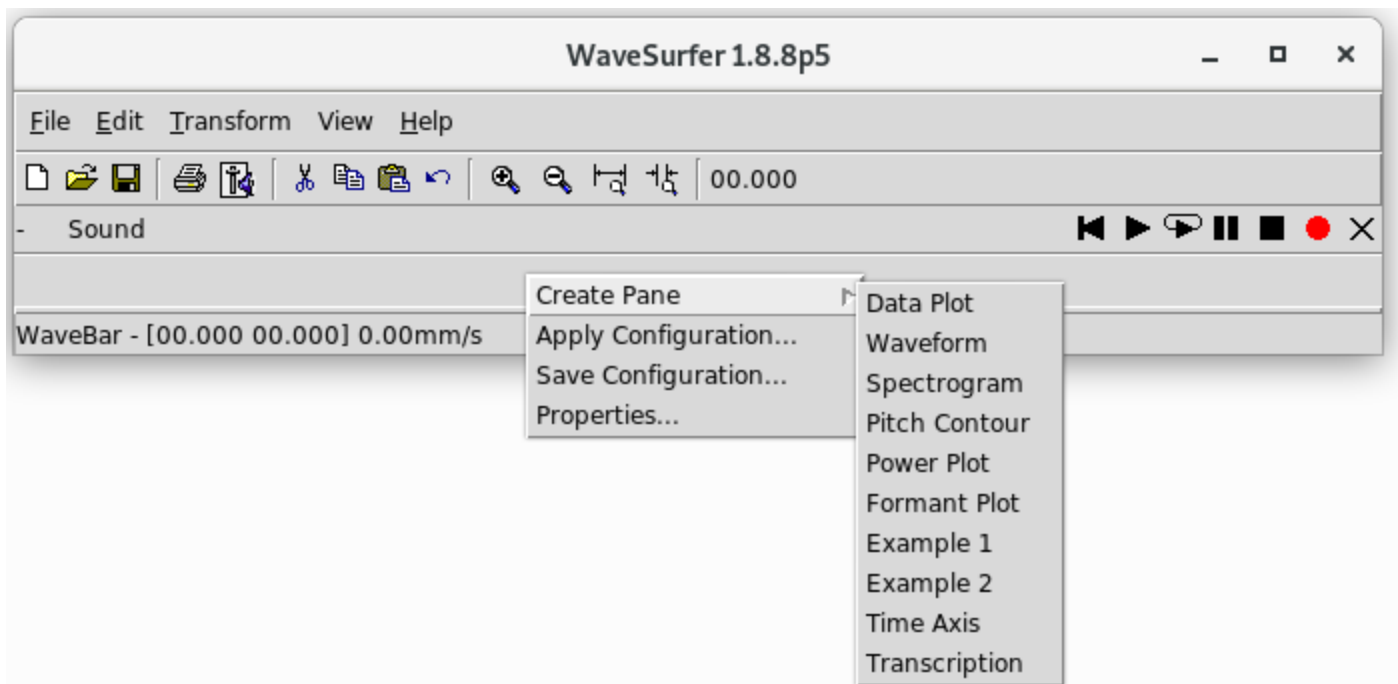 WaveSurfer 1.8.8p5
File Edit Transform View Help
00.000
- Sound
Create Pane
Apply Configuration...
Save Configuration...
Properties...
Data Plot
Waveform
Spectrogram
Pitch Contour
Power Plot
Formant Plot
Example 1
Example 2
Time Axis
Transcription
WaveBar - [00.000 00.000] 0.00mm/s